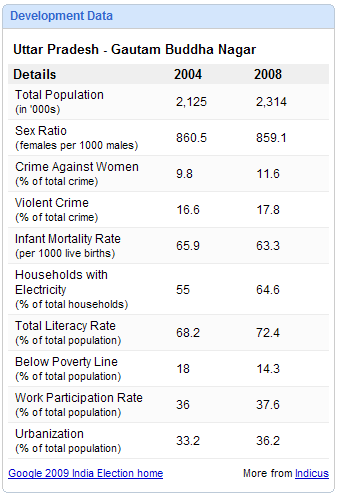 Development Data
Uttar Pradesh - Gautam Buddha Nagar
Details 2004 2008
Total Population
(in '000s) 2,125 2,314
Sex Ratio
(females per 1000 males) 860.5 859.1
Crime Against Women
(% of total crime) 9.8 11.6
Violent Crime
(% of total crime) 16.6 17.8
Infant Mortality Rate
(per 1000 live births) 65.9 63.3
Households with
Electricity 55 64.6
(% of total households)
Total Literacy Rate
(% of total population) 68.2 72.4
Below Poverty Line
(% of total population) 18 14.3
Work Participation Rate
(% of total population) 36 37.6
Urbanization
(% of total population) 33.2 36.2
Google 2009 India Election home More from Indicus